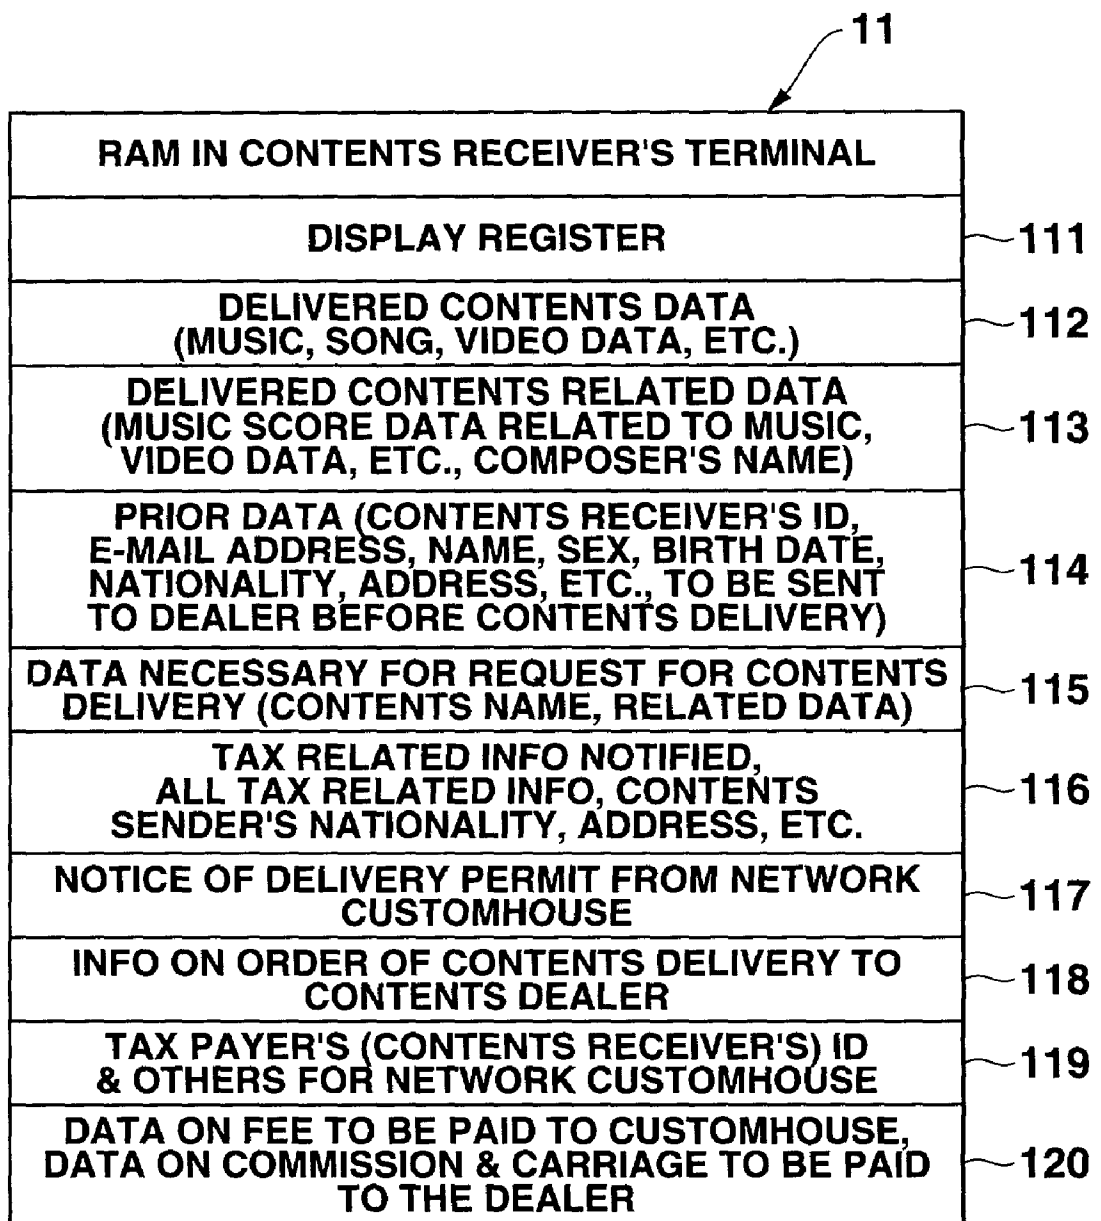 11
RAM IN CONTENTS RECEIVER'S TERMINAL
DISPLAY REGISTER
111
DELIVERED CONTENTS DATA
(MUSIC, SONG, VIDEO DATA, ETC.)
112
DELIVERED CONTENTS RELATED DATA
(MUSIC SCORE DATA RELATED TO MUSIC,
VIDEO DATA, ETC., COMPOSER'S NAME)
113
PRIOR DATA (CONTENTS RECEIVER'S ID,
E-MAIL ADDRESS, NAME, SEX, BIRTH DATE,
NATIONALITY, ADDRESS, ETC., TO BE SENT
TO DEALER BEFORE CONTENTS DELIVERY)
114
DATA NECESSARY FOR REQUEST FOR CONTENTS
DELIVERY (CONTENTS NAME, RELATED DATA)
115
TAX RELATED INFO NOTIFIED,
ALL TAX RELATED INFO, CONTENTS
SENDER'S NATIONALITY, ADDRESS, ETC.
116
NOTICE OF DELIVERY PERMIT FROM NETWORK
CUSTOMHOUSE
117
INFO ON ORDER OF CONTENTS DELIVERY TO
CONTENTS DEALER
118
TAX PAYER'S (CONTENTS RECEIVER'S) ID
& OTHERS FOR NETWORK CUSTOMHOUSE
119
DATA ON FEE TO BE PAID TO CUSTOMHOUSE,
DATA ON COMMISSION & CARRIAGE TO BE PAID
TO THE DEALER
120